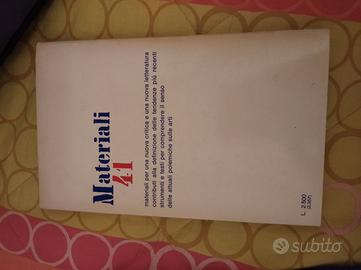 Materiali
41
materiali per una nuova critica e una nuova letteratura
contributi alla definizione delle tendenze più recenti
strumenti e testi per comprendere il senso
delle attuali polemiche sulle arti
L. 2.500
subito